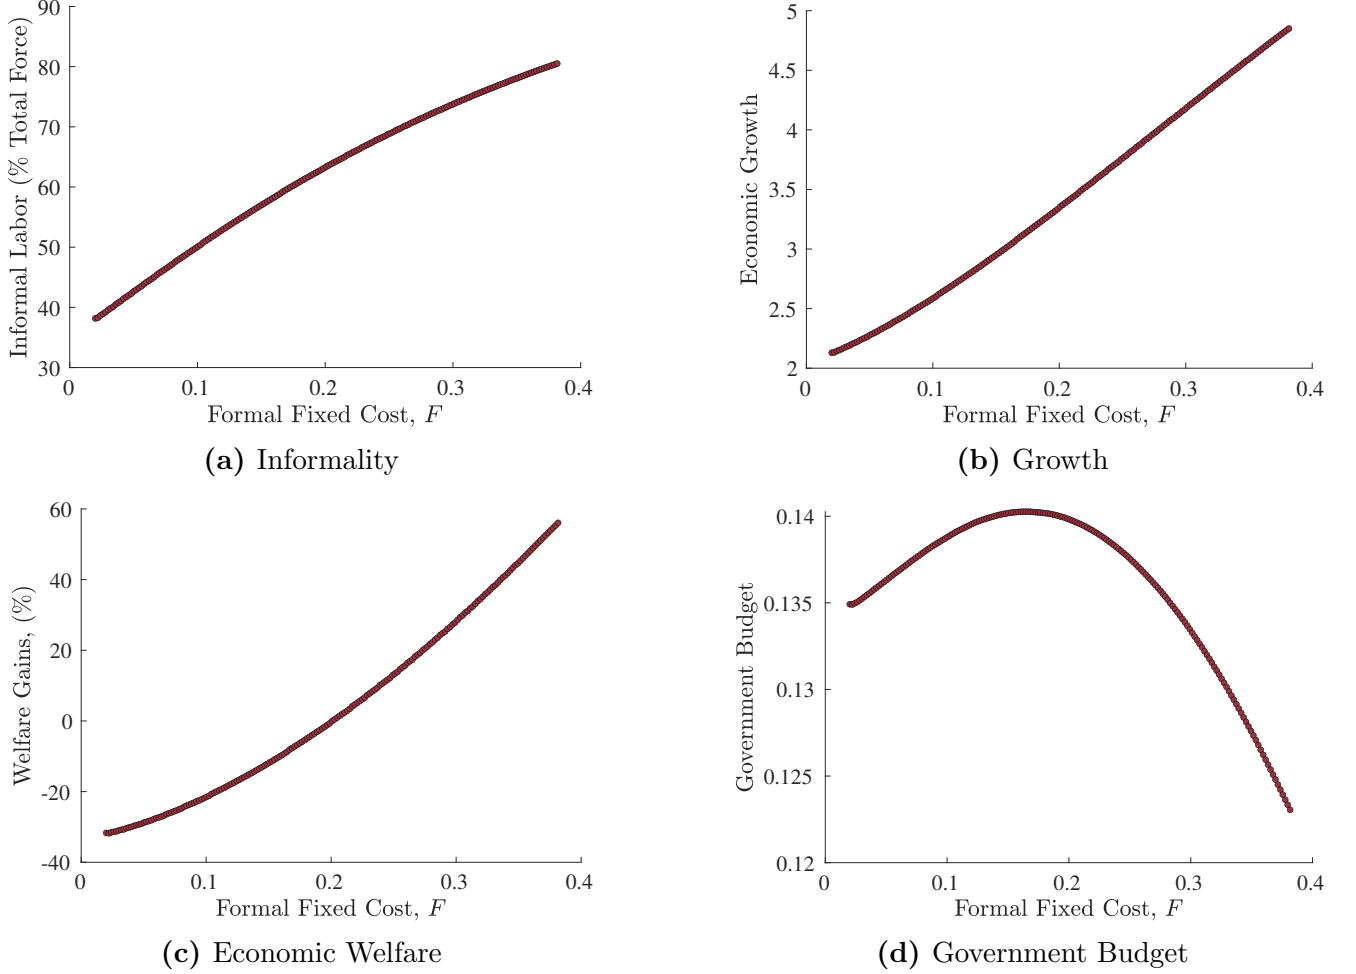 90
80
70
60
50
40
30
0 0.1 0.2 0.3 0.4
Informal Labor (% Total Force)
Formal Fixed Cost, F
(a) Informality
5
4.5
4
3.5
3
2.5
2
0 0.1 0.2 0.3 0.4
Economic Growth
Formal Fixed Cost, F
(b) Growth
60
40
20
0
-20
-40
0 0.1 0.2 0.3 0.4
Welfare Gains, (%)
Formal Fixed Cost, F
(c) Economic Welfare
0.14
0.135
0.13
0.125
0.12
0 0.1 0.2 0.3 0.4
Government Budget
Formal Fixed Cost, F
(d) Government Budget